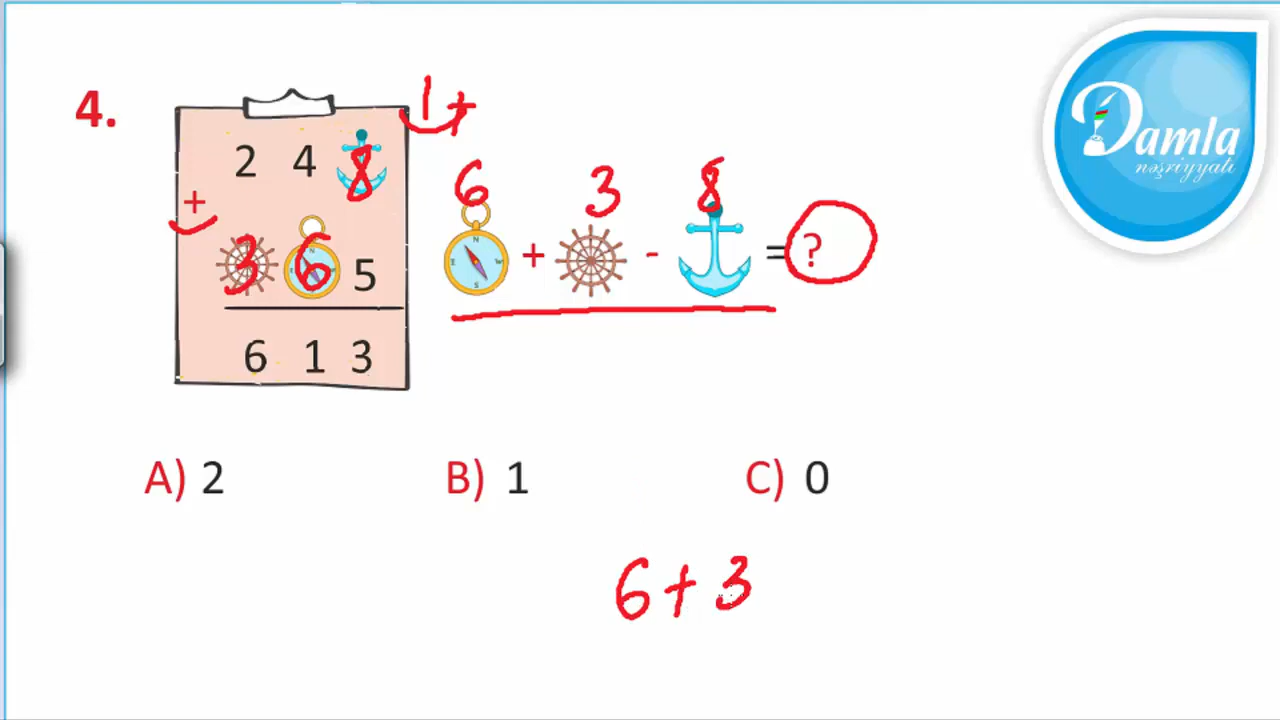 4.
1+
2 4 8
+
3 6 5
6 1 3
6 3 8
+ - = ?
A) 2 B) 1 C) 0
6+3
Damla
nəşriyyatı